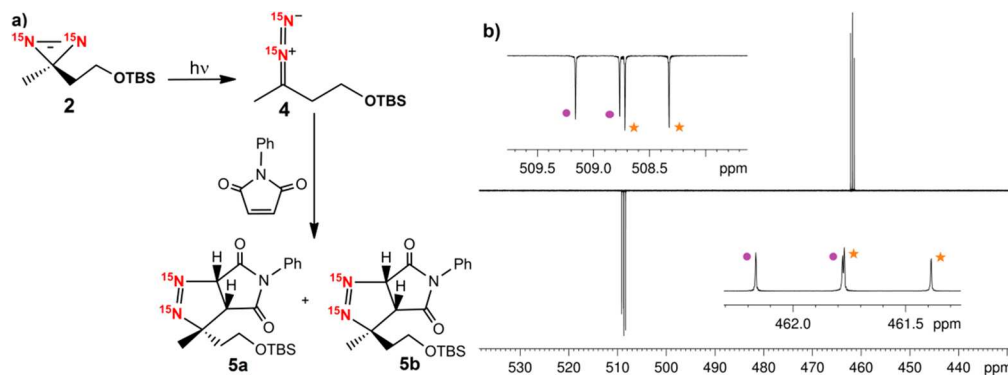 a)
15N 15N
OTBS
2
hν
15N−
15N+
OTBS
4
Ph
N
O O
H O
15N
H N Ph
15N
O
OTBS
5a
+
H O
15N
H N Ph
15N
O
OTBS
5b
b)
509.5 509.0 508.5 ppm
462.0 461.5 ppm
530 520 510 500 490 480 470 460 450 440 ppm